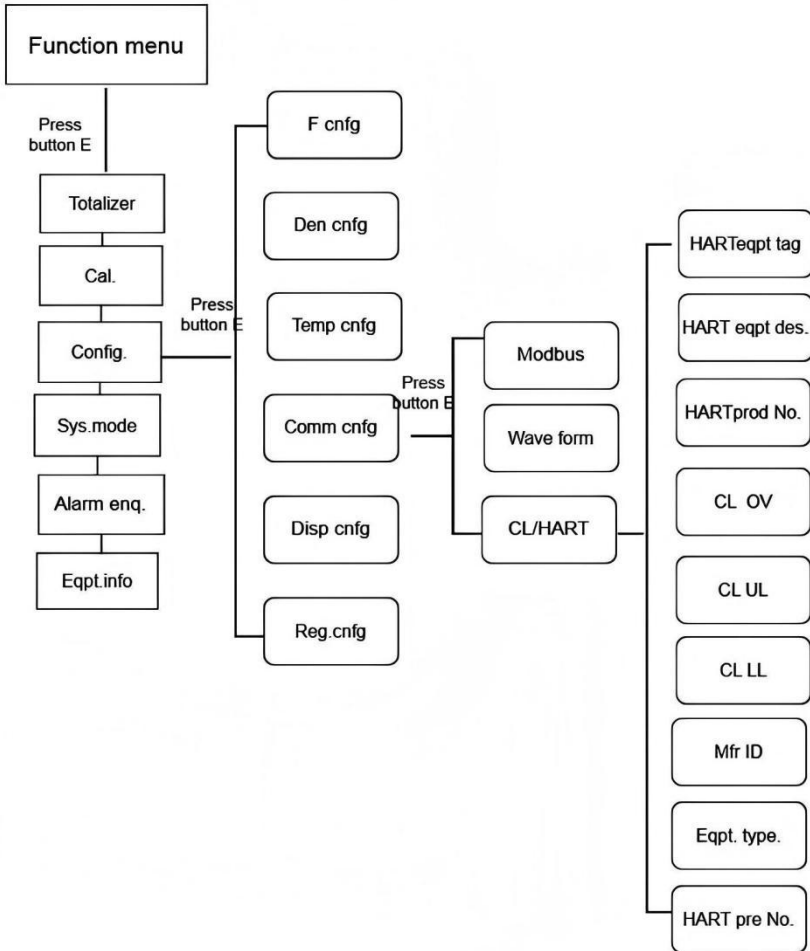 Function menu
Press
button E
Totalizer
Cal.
Config.
Sys.mode
Alarm enq.
Eqpt.info
Press
button E
F cnfg
Den cnfg
Temp cnfg
Comm cnfg
Disp cnfg
Reg.cnfg
Press
button E
Modbus
Wave form
CL/HART
HARTeqpt tag
HART eqpt des.
HARTprod No.
CL OV
CL UL
CL LL
Mfr ID
Eqpt. type.
HART pre No.